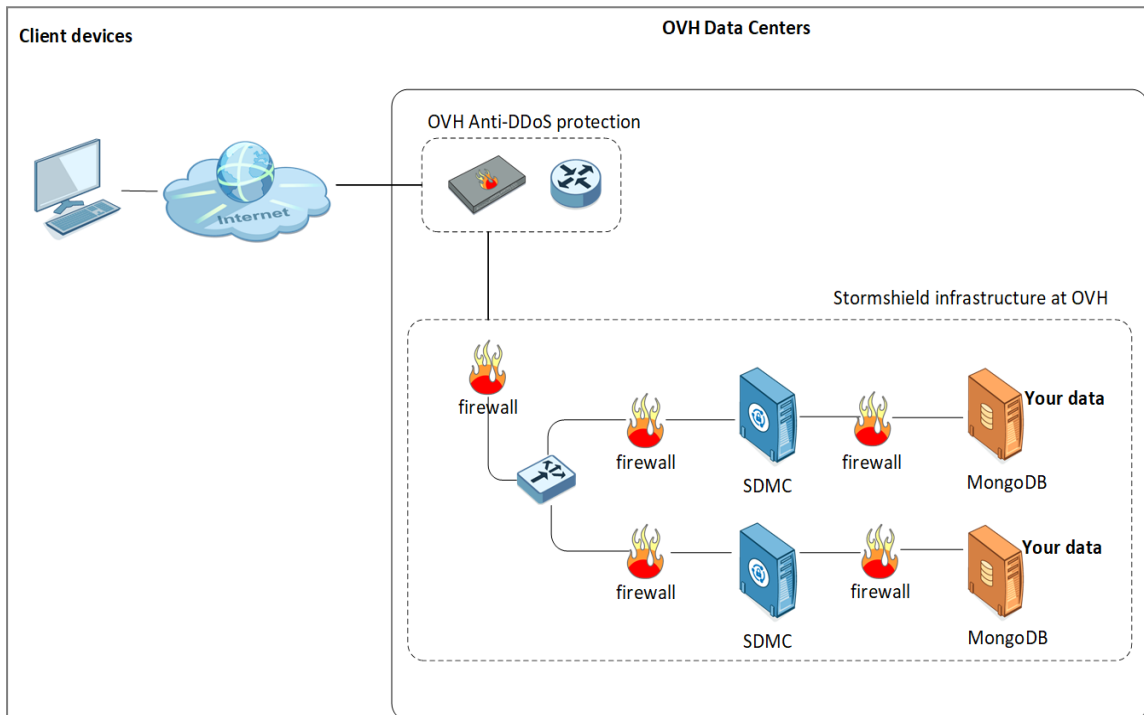 Client devices
OVH Data Centers
OVH Anti-DDoS protection
Internet
Stormshield infrastructure at OVH
firewall
firewall
SDMC
firewall
Your data
MongoDB
firewall
SDMC
firewall
Your data
MongoDB